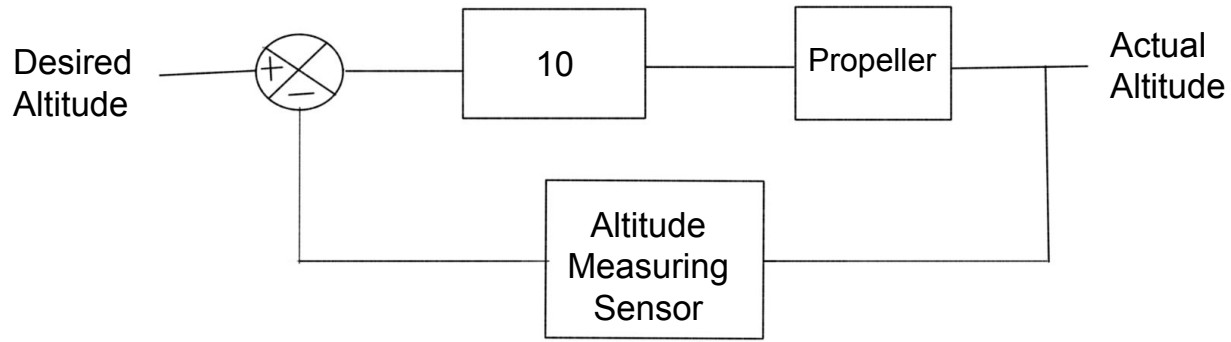 Desired
Altitude
+
−
10
Propeller
Actual
Altitude
Altitude
Measuring
Sensor